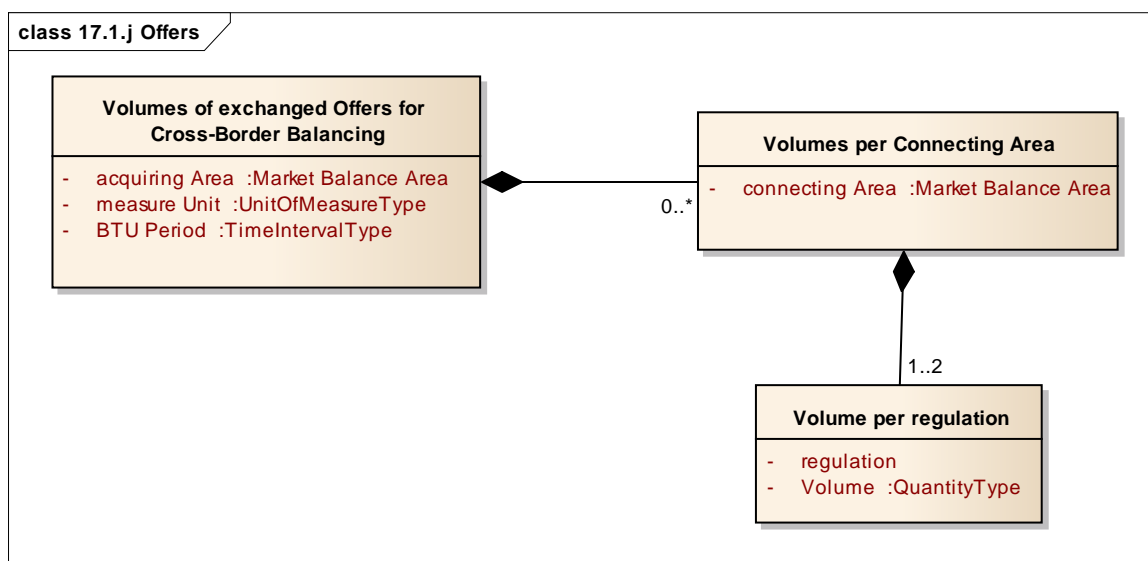 class 17.1.j Offers
Volumes of exchanged Offers for
Cross-Border Balancing
- acquiring Area :Market Balance Area
- measure Unit :UnitOfMeasureType
- BTU Period :TimeIntervalType
Volumes per Connecting Area
- connecting Area :Market Balance Area
0..*
1..2
Volume per regulation
- regulation
- Volume :QuantityType